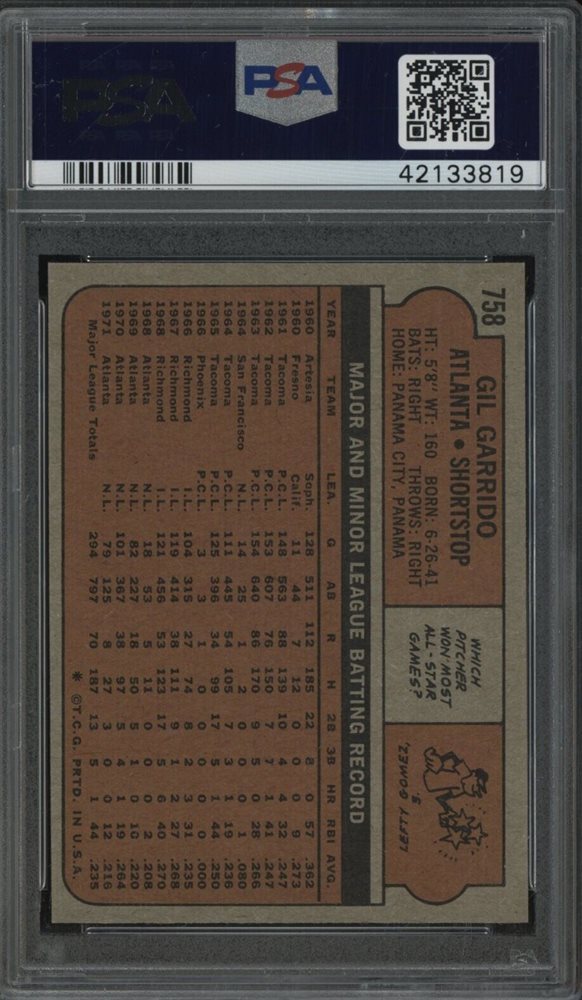 PSA
PSA
42133819
758
GIL GARRIDO
ATLANTA • SHORTSTOP
HT: 5'8" WT: 160 BORN: 6-26-41
BATS: RIGHT THROWS: RIGHT
HOME: PANAMA CITY, PANAMA
WHICH
PITCHER
WON MOST
ALL-STAR
GAMES?
LEFTY GOMEZ,
3.
MAJOR AND MINOR LEAGUE BATTING RECORD
YEAR TEAM LEA. G AB R H 2B 3B HR RBI AVG.
1960 Artesia Soph. 128 511 112 185 22 8 0 57 .362
1960 Fresno Calif. 11 44 7 12 0 0 0 9 .273
1961 Tacoma P.C.L. 148 563 88 139 10 4 4 32 .247
1962 Tacoma P.C.L. 153 607 76 150 7 7 1 41 .247
1963 Tacoma P.C.L. 154 640 86 170 9 5 0 28 .266
1964 San Francisco N.L. 14 25 1 2 0 0 0 1 .080
1964 Tacoma P.C.L. 111 445 54 105 7 3 1 19 .236
1965 Tacoma P.C.L. 125 396 34 99 17 5 1 44 .250
1966 Phoenix P.C.L. 3 3 1 0 0 0 0 0 .000
1966 Richmond I.L. 104 315 27 74 8 2 3 31 .235
1967 Richmond I.L. 119 414 38 111 9 1 2 27 .268
1968 Richmond I.L. 121 456 53 123 17 5 6 40 .270
1968 Atlanta N.L. 18 53 5 11 0 0 0 2 .208
1969 Atlanta N.L. 82 227 18 50 5 1 0 10 .220
1970 Atlanta N.L. 101 367 38 97 5 4 1 19 .264
1971 Atlanta N.L. 79 125 8 27 3 0 0 12 .216
Major League Totals 294 797 70 187 13 5 1 44 .235
* ©T.C.G. PRTD. IN U.S.A.